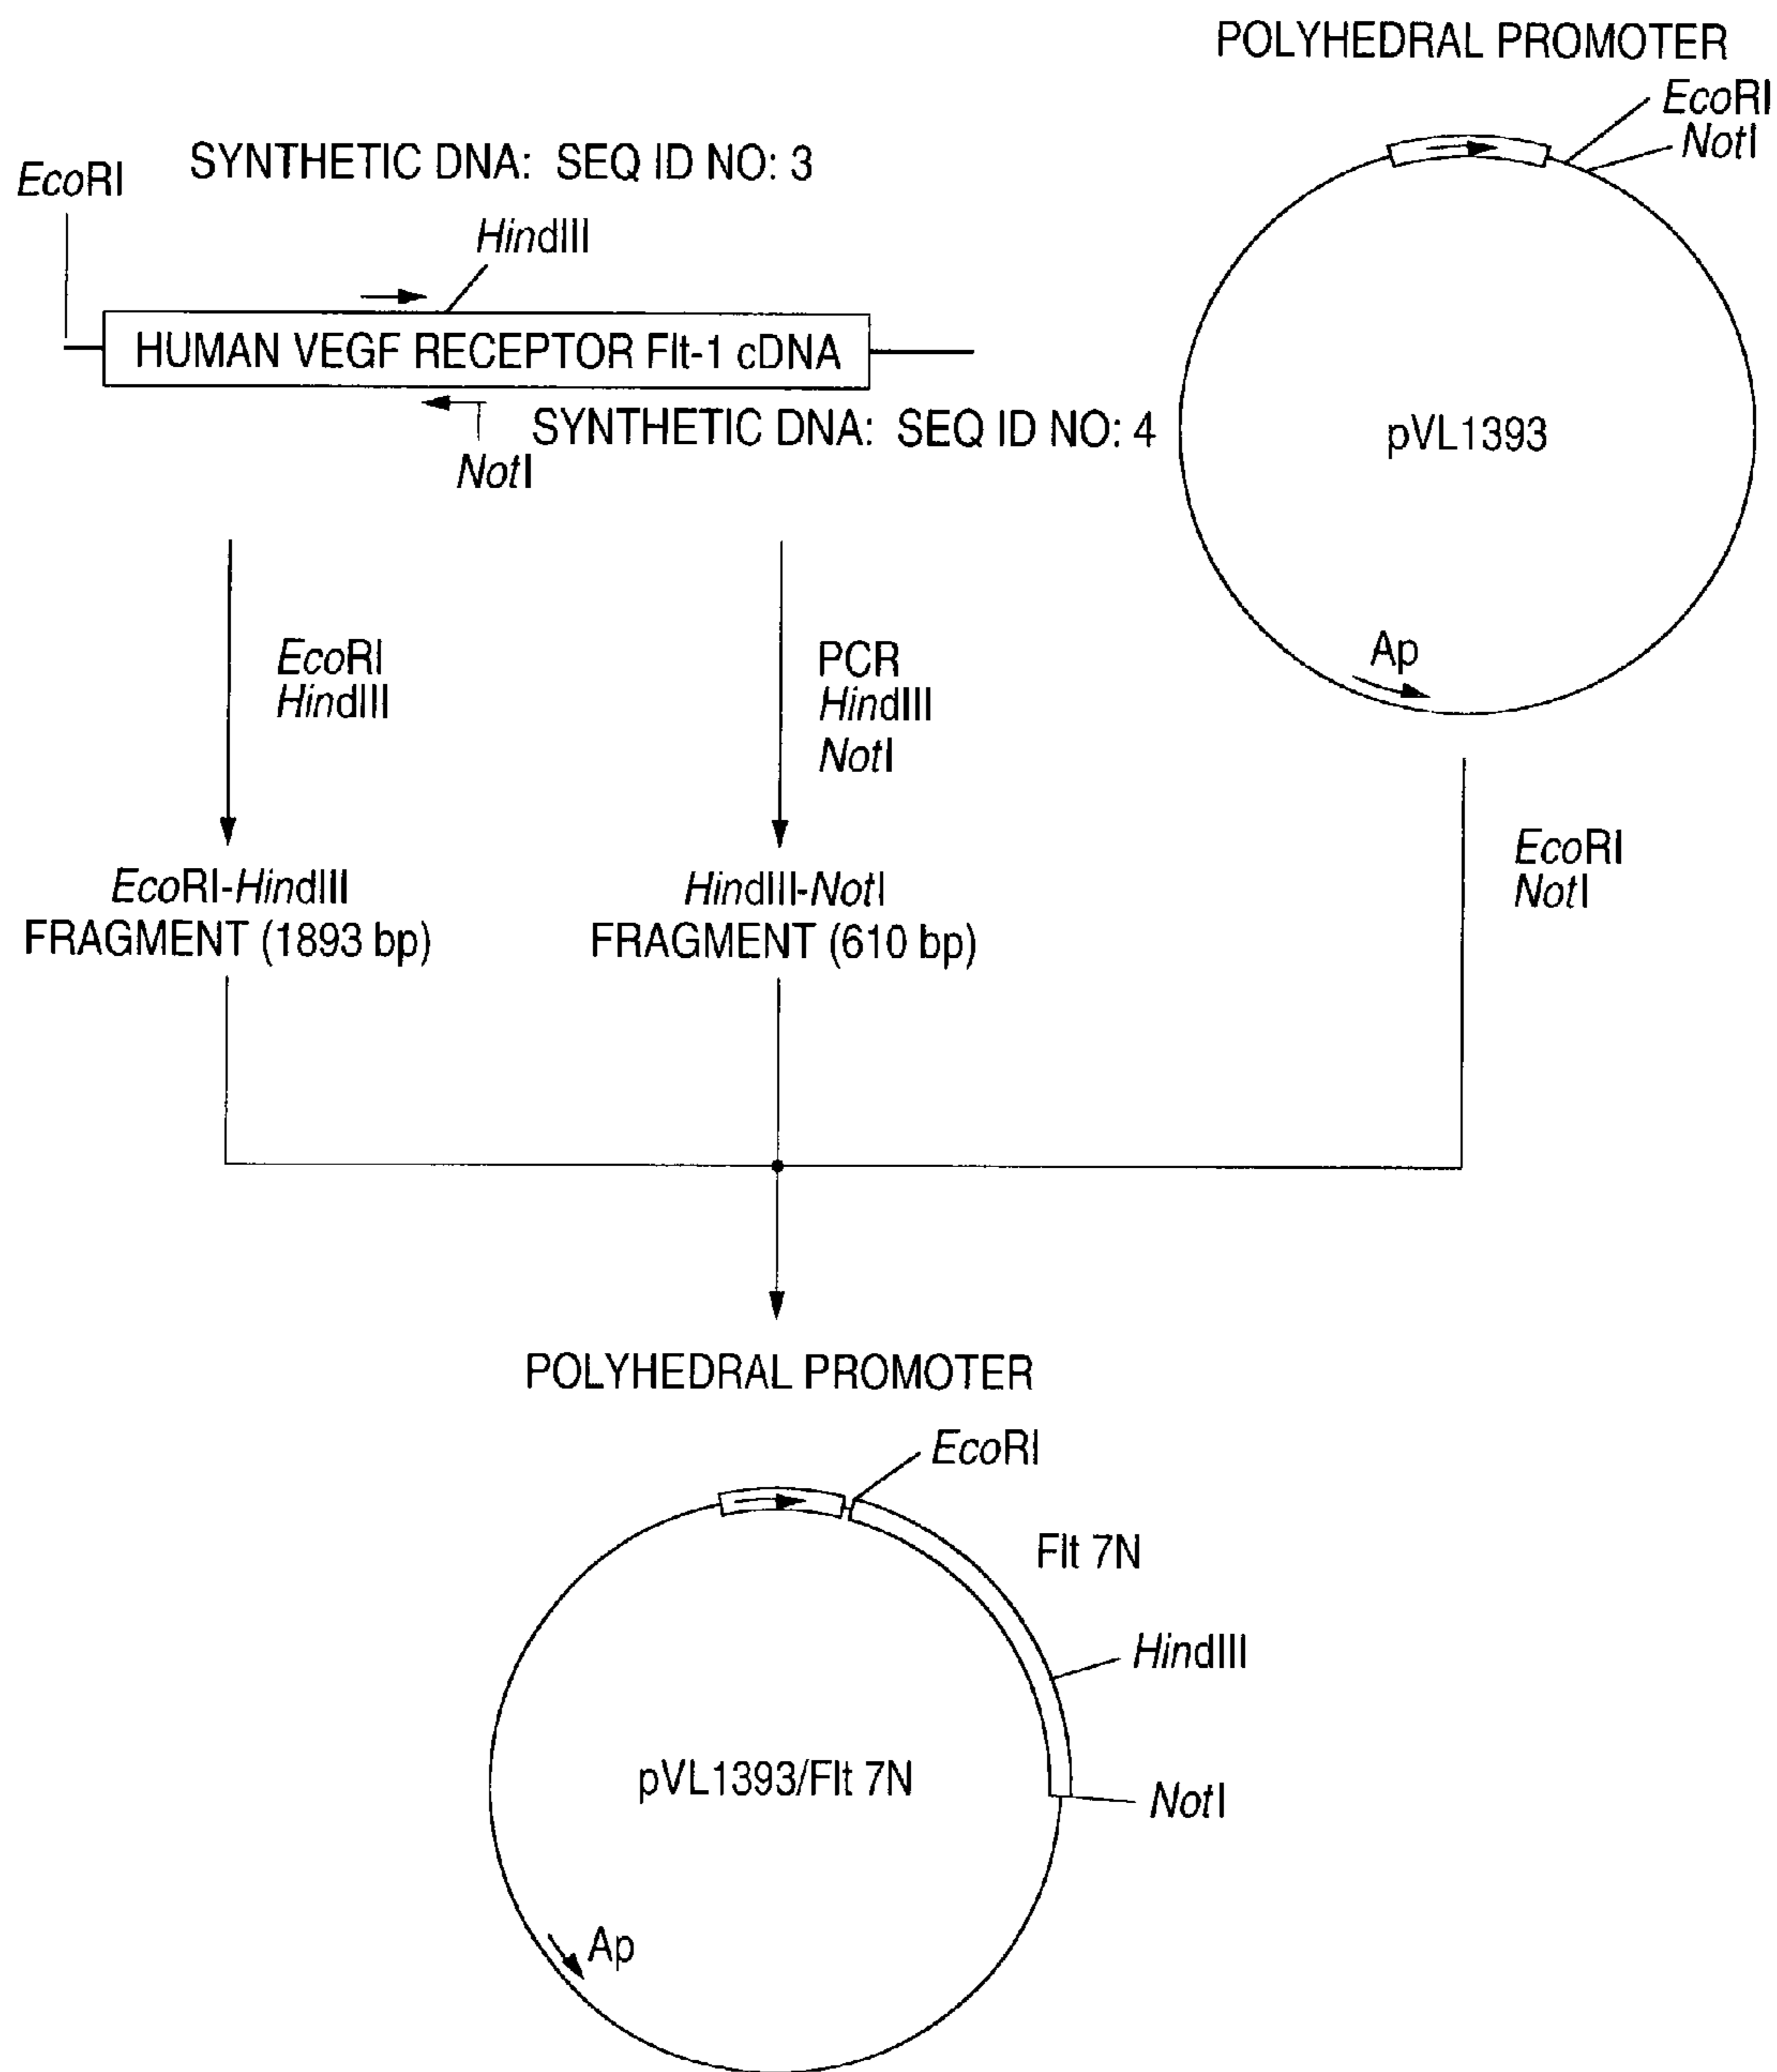 POLYHEDRAL PROMOTER
EcoRI
NotI
SYNTHETIC DNA: SEQ ID NO: 3
EcoRI
HindIII
HUMAN VEGF RECEPTOR Flt-1 cDNA
SYNTHETIC DNA: SEQ ID NO: 4
NotI
pVL1393
Ap
EcoRI
HindIII
PCR
HindIII
NotI
EcoRI
NotI
EcoRI-HindIII
FRAGMENT (1893 bp)
HindIII-NotI
FRAGMENT (610 bp)
POLYHEDRAL PROMOTER
EcoRI
Flt 7N
HindIII
pVL1393/Flt 7N
NotI
Ap